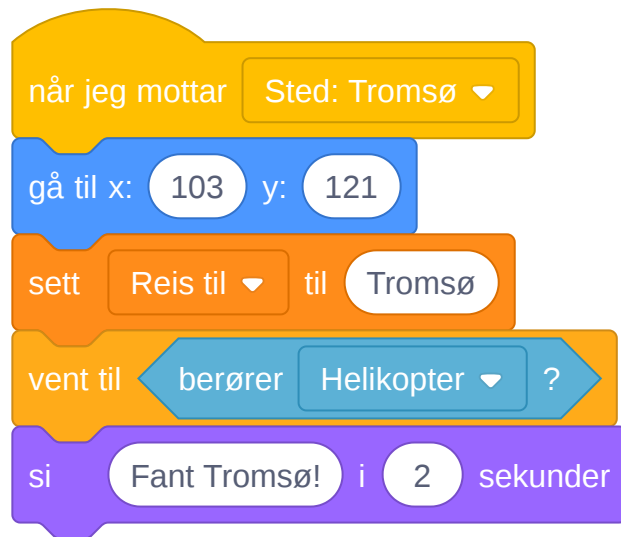 når jeg mottar Sted: Tromsø
gå til x: 103 y: 121
sett Reis til til Tromsø
vent til berører Helikopter ?
si Fant Tromsø! i 2 sekunder